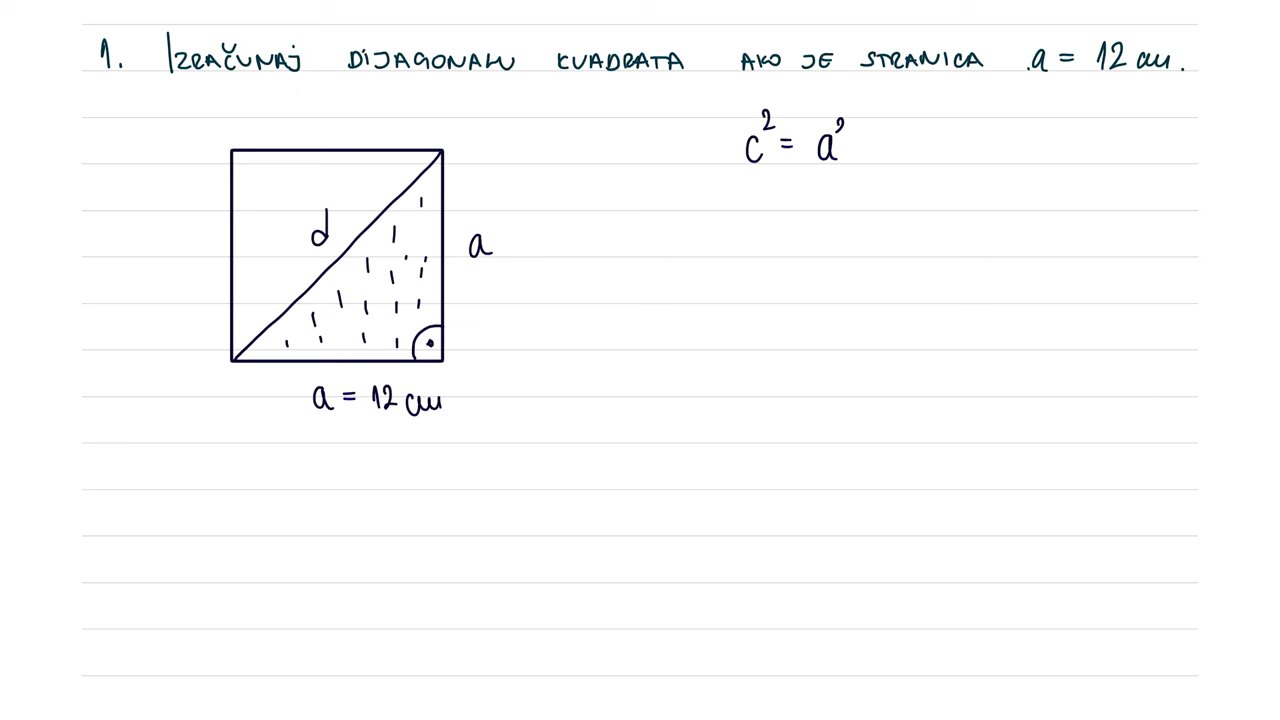 1. IZRAČUNAJ DIJAGONALU KVADRATA AKO JE STRANICA a = 12 cm.
c² = a²
d
a
a = 12 cm